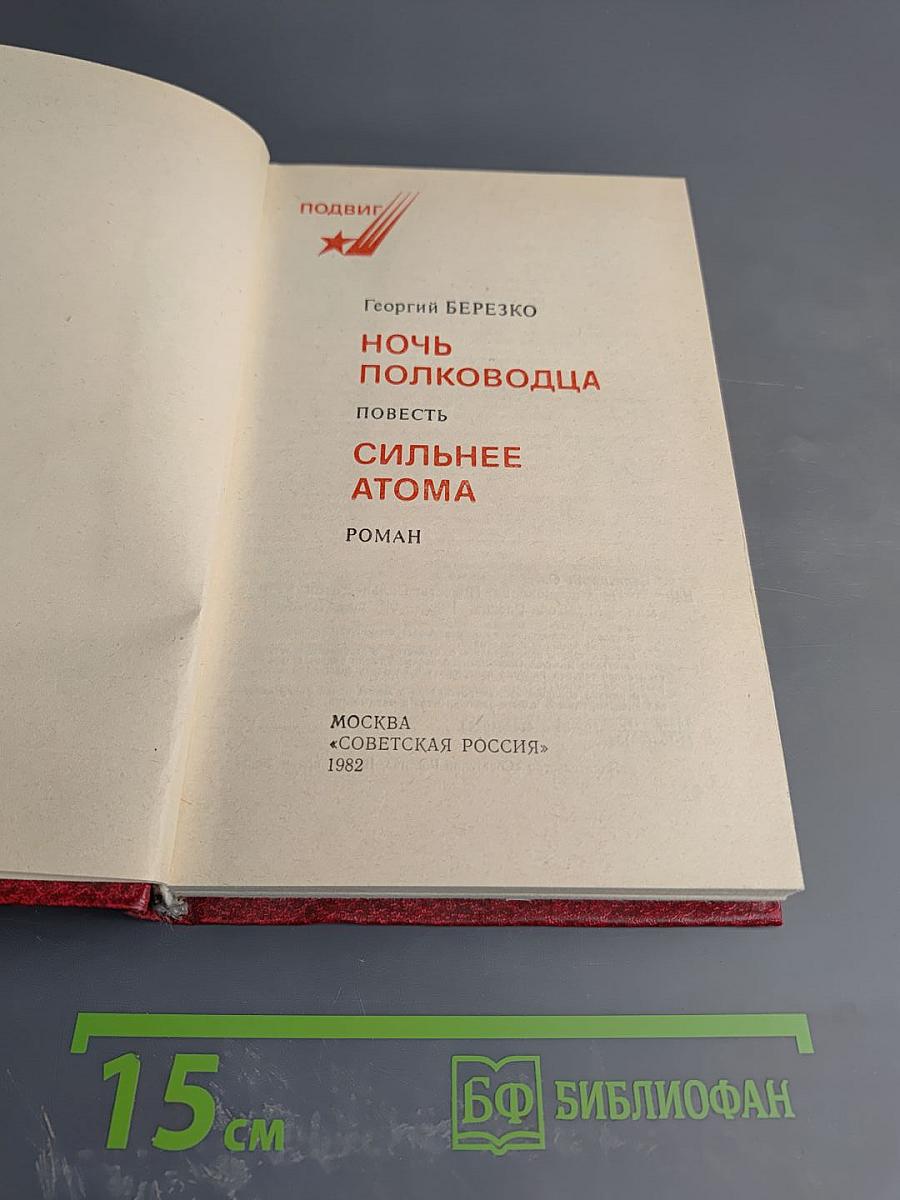 ПОДВИГ
Георгий БЕРЕЗКО
НОЧЬ
ПОЛКОВОДЦА
ПОВЕСТЬ
СИЛЬНЕЕ
АТОМА
РОМАН
МОСКВА
«СОВЕТСКАЯ РОССИЯ»
1982
15 см
БФ БИБЛИОФАН